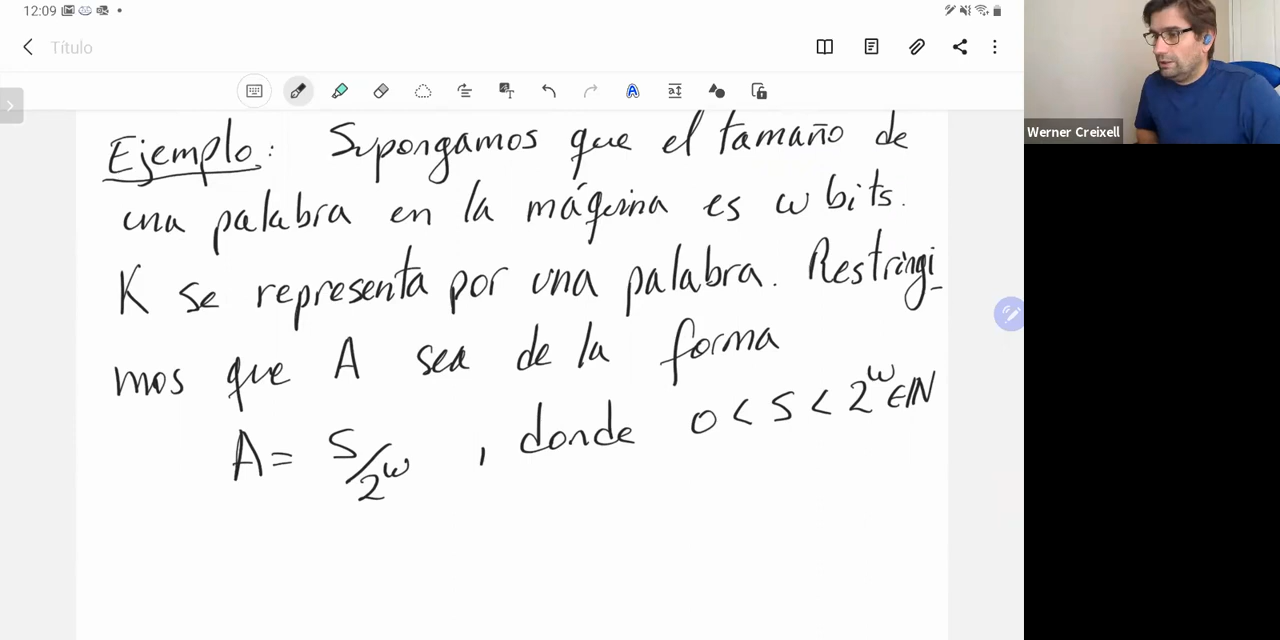 12:09
Título
Ejemplo: Supongamos que el tamaño de
una palabra en la máquina es w bits.
K se representa por una palabra. Restringi-
mos que A sea de la forma
A = S/2^w , donde 0 < S < 2^w ∈ IN
Werner Creixell